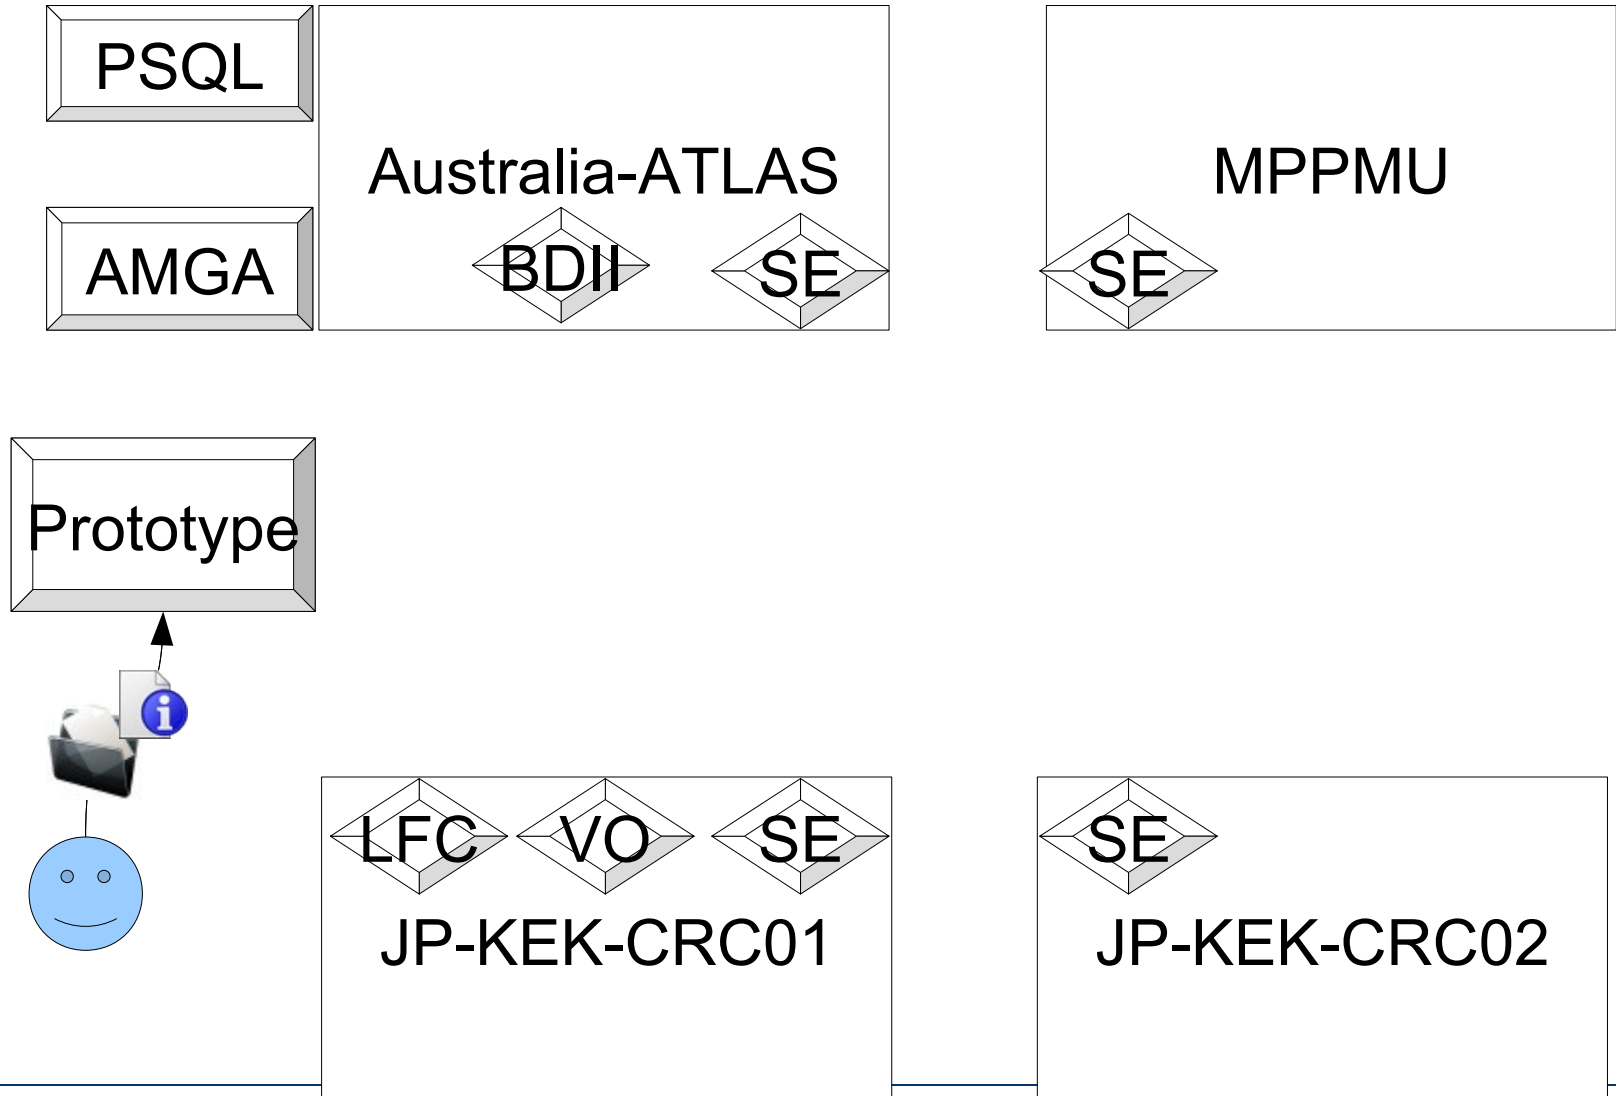 PSQL
Australia-ATLAS
MPPMU
AMGA
BDII
SE
SE
Prototype
LFC
VO
SE
SE
JP-KEK-CRC01
JP-KEK-CRC02